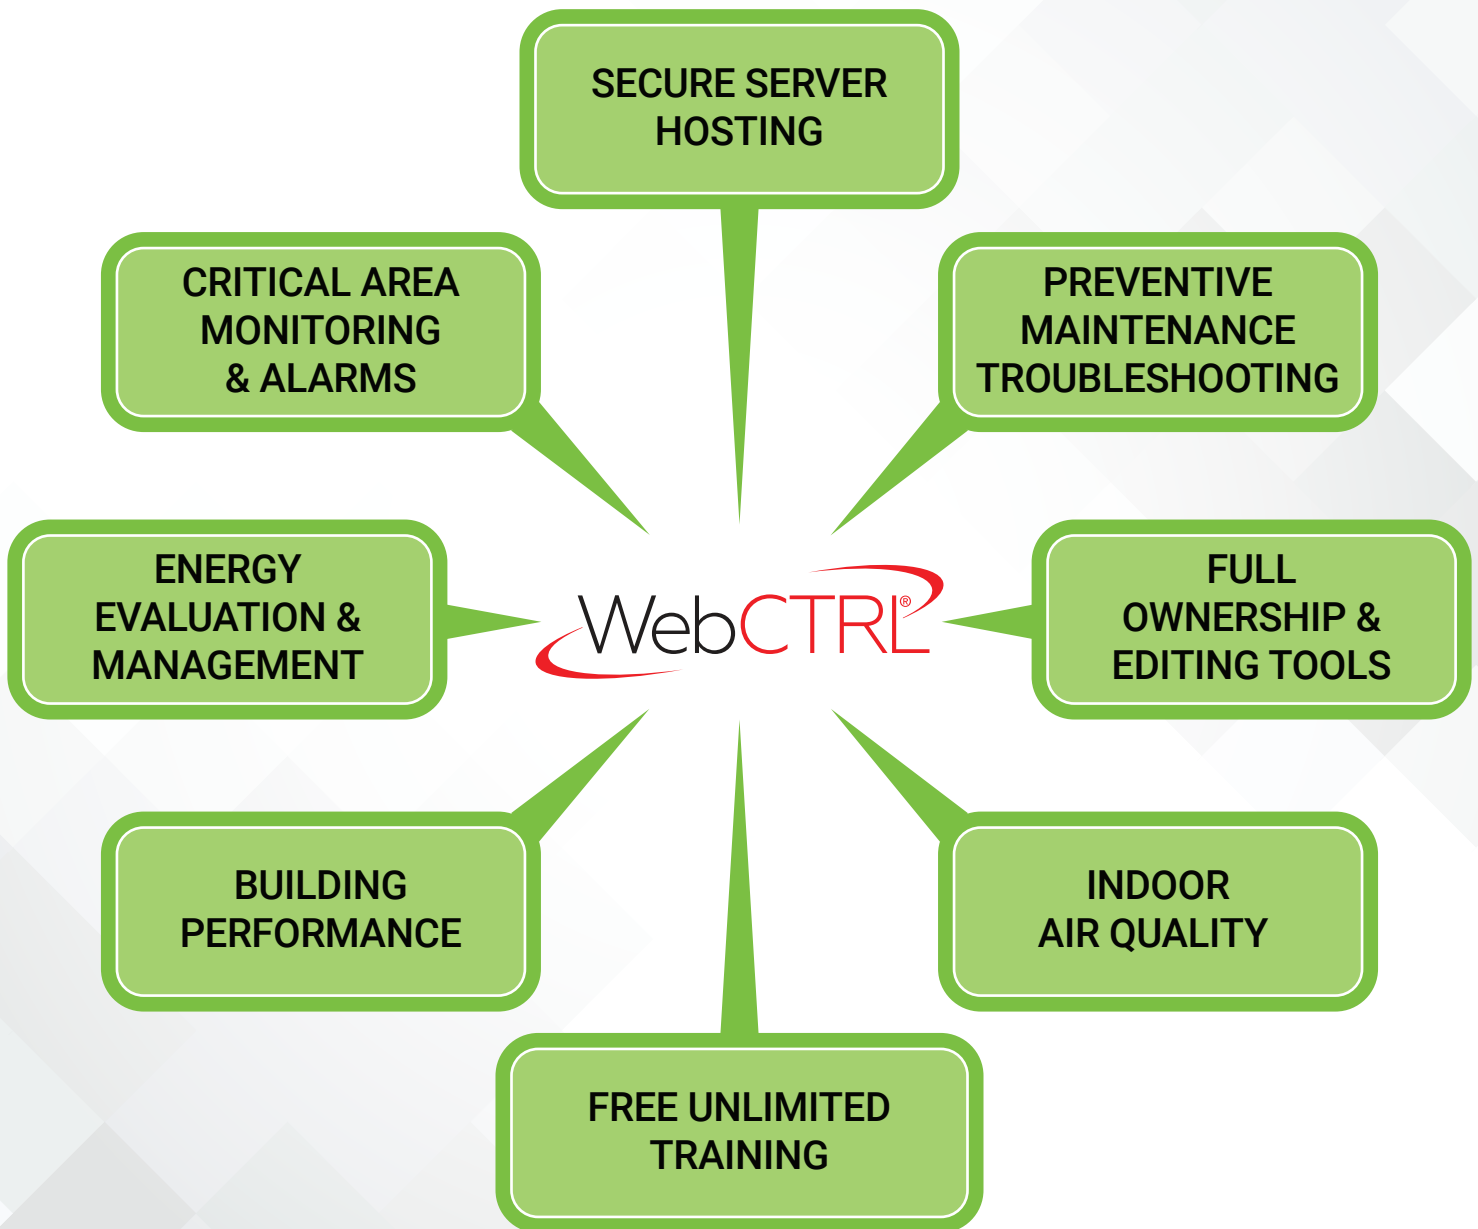 SECURE SERVER
HOSTING
CRITICAL AREA
MONITORING
& ALARMS
PREVENTIVE
MAINTENANCE
TROUBLESHOOTING
ENERGY
EVALUATION &
MANAGEMENT
WebCTRL®
FULL
OWNERSHIP &
EDITING TOOLS
BUILDING
PERFORMANCE
INDOOR
AIR QUALITY
FREE UNLIMITED
TRAINING